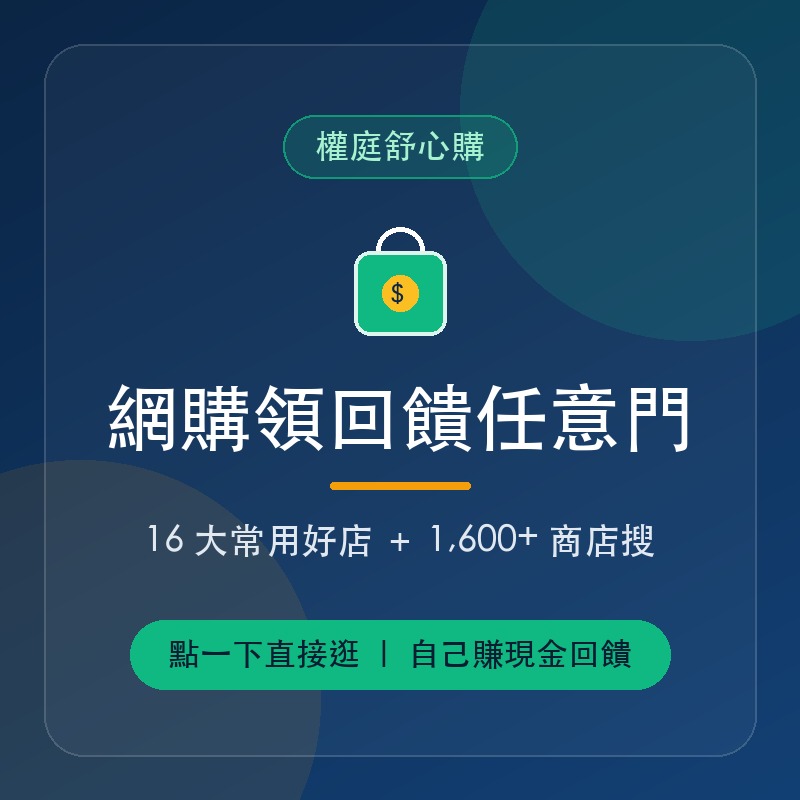 權庭舒心購
$
網購領回饋任意門
16 大常用好店 + 1,600+ 商店搜
點一下直接逛 | 自己賺現金回饋